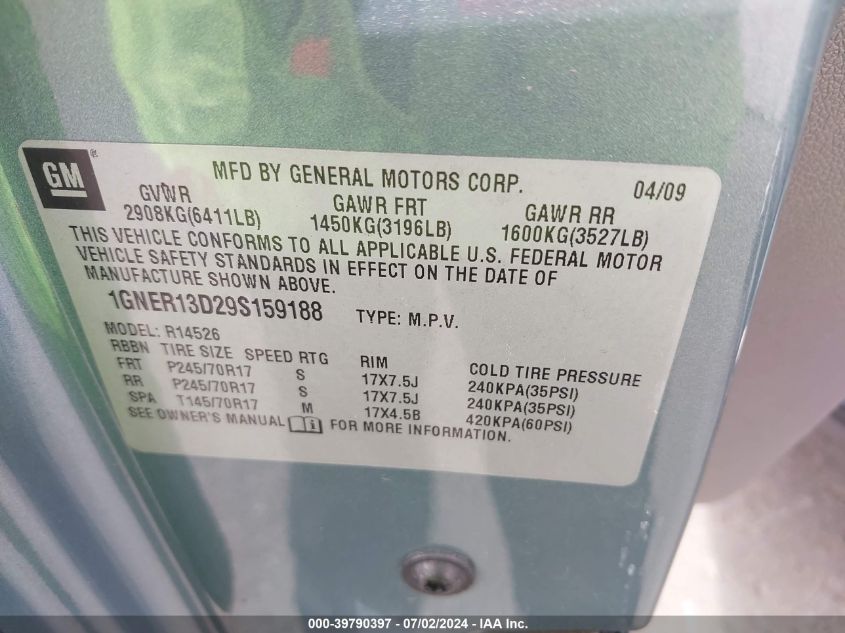 GM ® MFD BY GENERAL MOTORS CORP. 04/09
GVWR GAWR FRT GAWR RR
2908KG(6411LB) 1450KG(3196LB) 1600KG(3527LB)
THIS VEHICLE CONFORMS TO ALL APPLICABLE U.S. FEDERAL MOTOR
VEHICLE SAFETY STANDARDS IN EFFECT ON THE DATE OF
MANUFACTURE SHOWN ABOVE.
1GNER13D29S159188 TYPE: M.P.V.
MODEL: R14526
RBBN TIRE SIZE SPEED RTG RIM COLD TIRE PRESSURE
FRT P245/70R17 S 17X7.5J 240KPA(35PSI)
RR P245/70R17 S 17X7.5J 240KPA(35PSI)
SPA T145/70R17 M 17X4.5B 420KPA(60PSI)
SEE OWNER'S MANUAL i FOR MORE INFORMATION.
000-39790397 - 07/02/2024 - IAA Inc.